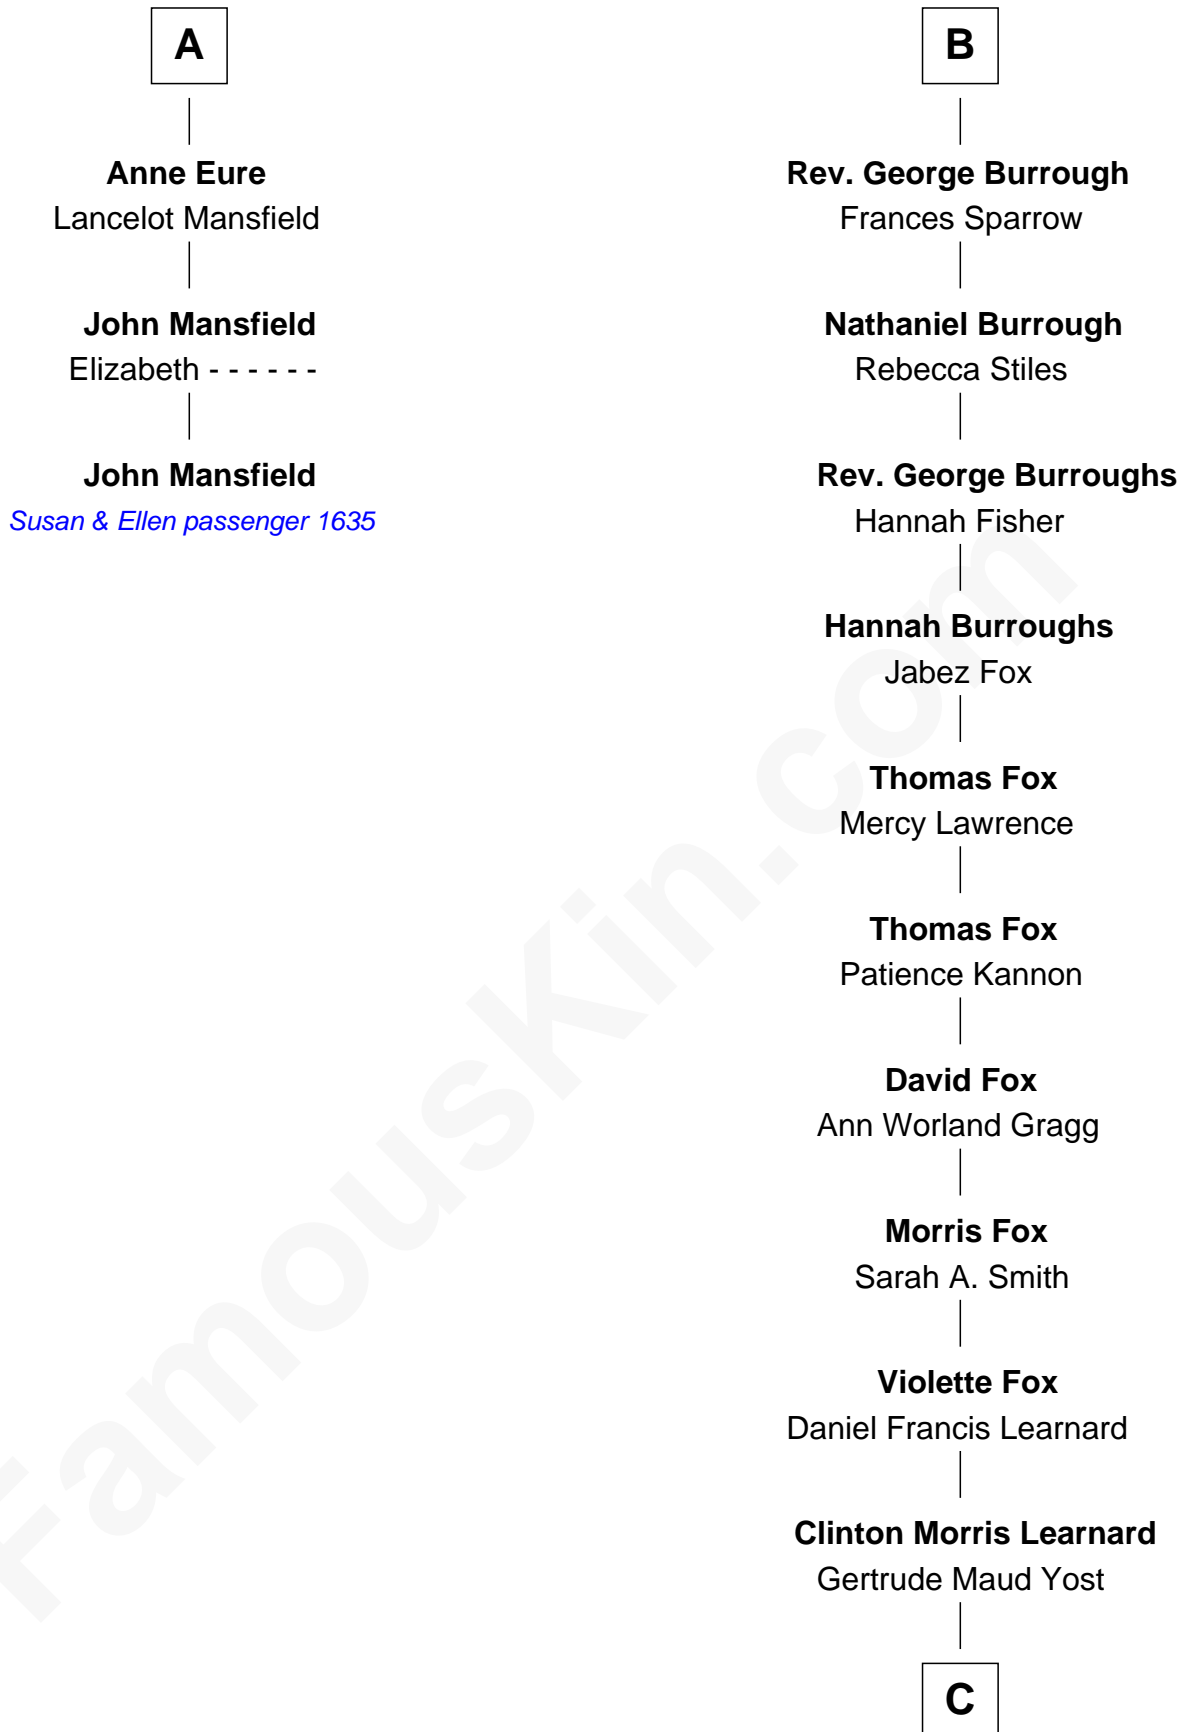 A
Anne Eure
Lancelot Mansfield
John Mansfield
Elizabeth - - - - - -
John Mansfield
Susan & Ellen passenger 1635
B
Rev. George Burrough
Frances Sparrow
Nathaniel Burrough
Rebecca Stiles
Rev. George Burroughs
Hannah Fisher
Hannah Burroughs
Jabez Fox
Thomas Fox
Mercy Lawrence
Thomas Fox
Patience Kannon
David Fox
Ann Worland Gragg
Morris Fox
Sarah A. Smith
Violette Fox
Daniel Francis Learnard
Clinton Morris Learnard
Gertrude Maud Yost
C
FamousKin.com